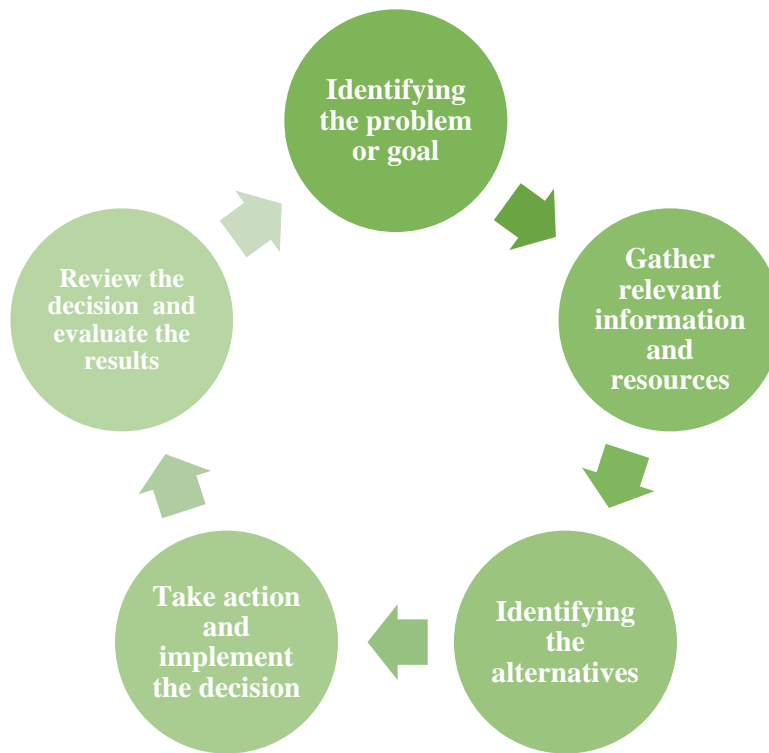 Identifying
the problem
or goal
Gather
relevant
information
and
resources
Identifying
the
alternatives
Take action
and
implement
the decision
Review the
decision and
evaluate the
results